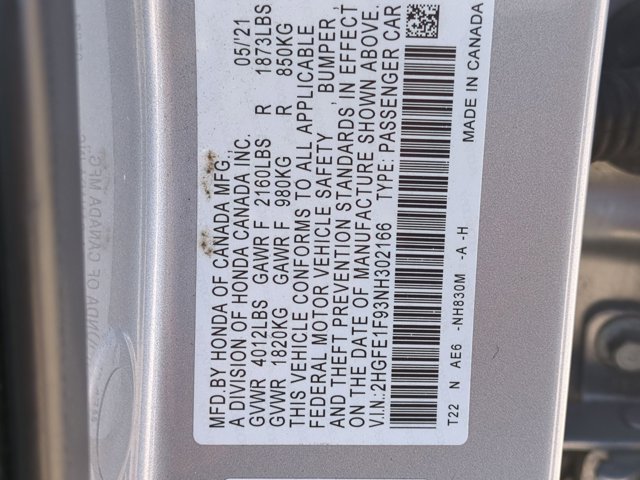 MFD.BY HONDA OF CANADA MFG., 05/21
A DIVISION OF HONDA CANADA INC.
GVWR 4012LBS GAWR F 2160LBS R 1873LBS
GVWR 1820KG GAWR F 980KG R 850KG
THIS VEHICLE CONFORMS TO ALL APPLICABLE
FEDERAL MOTOR VEHICLE SAFETY , BUMPER,
AND THEFT PREVENTION STANDARDS, IN EFFECT
ON THE DATE OF MANUFACTURE SHOWN ABOVE.
V.I.N.:2HGFE1F93NH302166 TYPE: PASSENGER CAR
T22 N AE6 -NH830M -A -H MADE IN CANADA